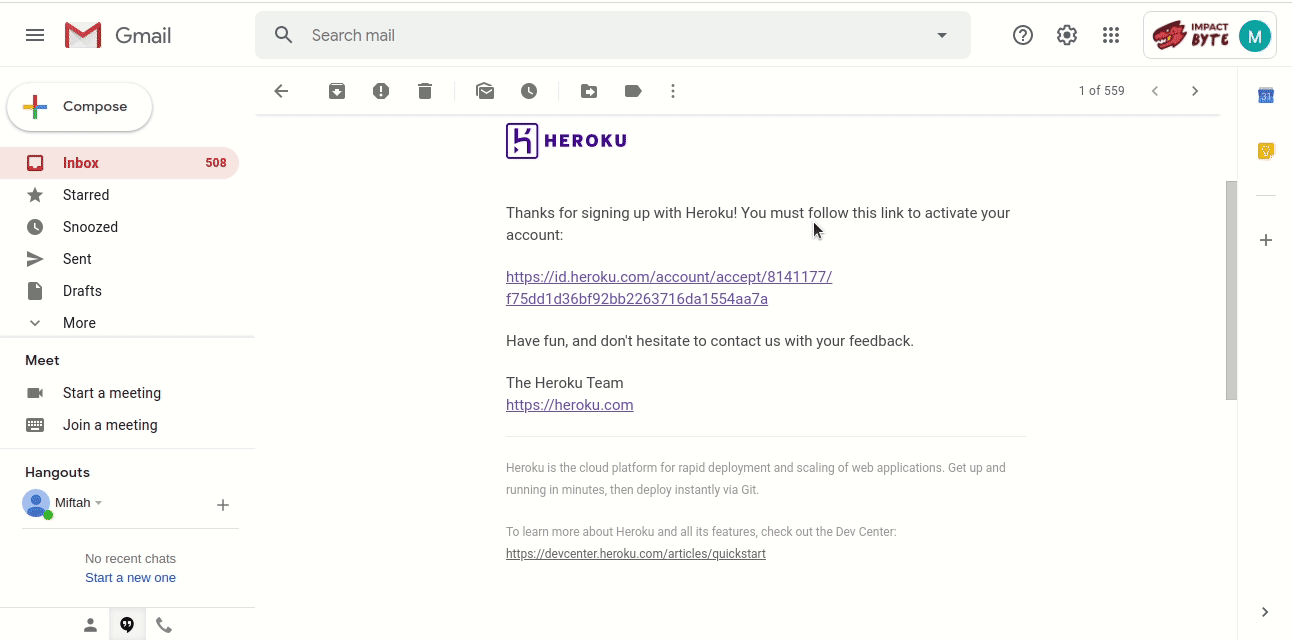 Gmail
Search mail
IMPACT
BYTE
M
Compose
1 of 559
31
Inbox 508
Starred
Snoozed
Sent
Drafts
More
Meet
Start a meeting
Join a meeting
Hangouts
Miftah
No recent chats
Start a new one
HEROKU
Thanks for signing up with Heroku! You must follow this link to activate your
account:
https://id.heroku.com/account/accept/8141177/
f75dd1d36bf92bb2263716da1554aa7a
Have fun, and don't hesitate to contact us with your feedback.
The Heroku Team
https://heroku.com
Heroku is the cloud platform for rapid deployment and scaling of web applications. Get up and
running in minutes, then deploy instantly via Git.
To learn more about Heroku and all its features, check out the Dev Center:
https://devcenter.heroku.com/articles/quickstart